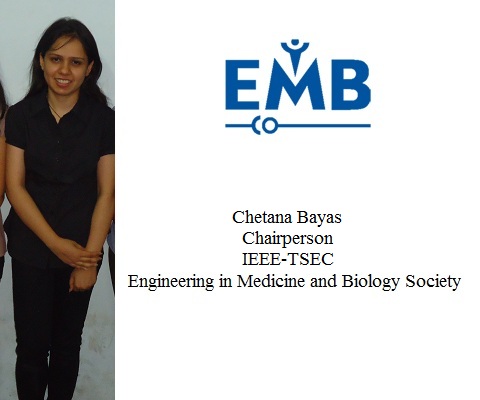 EMB
Chetana Bayas
Chairperson
IEEE-TSEC
Engineering in Medicine and Biology Society